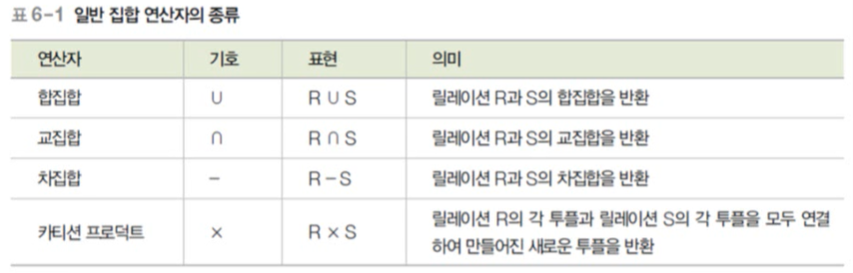 표 6-1 일반 집합 연산자의 종류
연산자 기호 표현 의미
합집합 ∪ R ∪ S 릴레이션 R과 S의 합집합을 반환
교집합 ∩ R ∩ S 릴레이션 R과 S의 교집합을 반환
차집합 - R - S 릴레이션 R과 S의 차집합을 반환
카티션 프로덕트 × R × S 릴레이션 R의 각 투플과 릴레이션 S의 각 투플을 모두 연결
하여 만들어진 새로운 투플을 반환